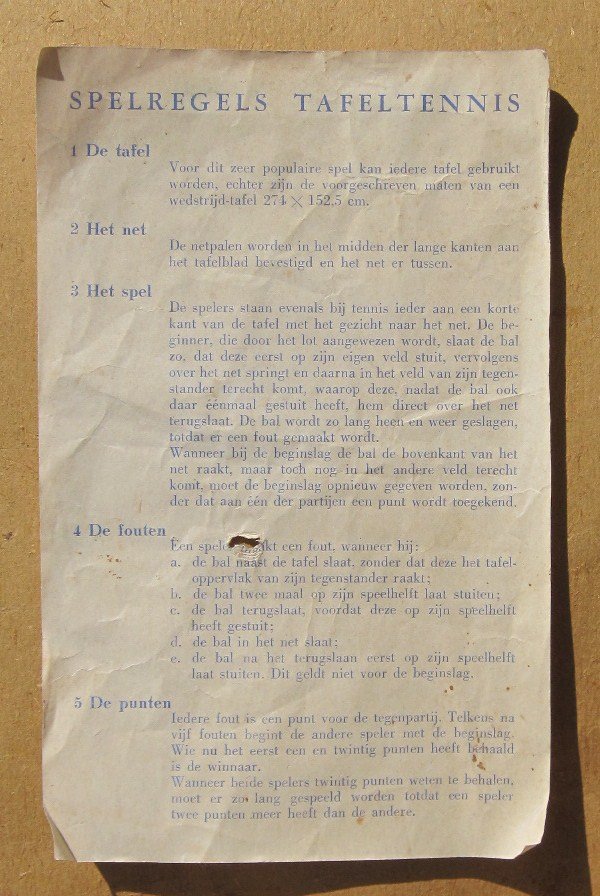 SPELREGELS TAFELTENNIS
1 De tafel
Voor dit zeer populaire spel kan iedere tafel gebruikt
worden, echter zijn de voorgeschreven maten van een
wedstrijd-tafel 274 × 152.5 cm.
2 Het net
De netpalen worden in het midden der lange kanten aan
het tafelblad bevestigd en het net er tussen.
3 Het spel
De spelers staan evenals bij tennis ieder aan een korte
kant van de tafel met het gezicht naar het net. De be-
ginner, die door het lot aangewezen wordt, slaat de bal
zo, dat deze eerst op zijn eigen veld stuit, vervolgens
over het net springt en daarna in het veld van zijn tegen-
stander terecht komt, waarop deze, nadat de bal ook
daar éénmaal gestuit heeft, hem direct over het net
terugslaat. De bal wordt zo lang heen en weer geslagen,
totdat er een fout gemaakt wordt.
Wanneer bij de beginslag de bal de bovenkant van het
net raakt, maar toch nog in het andere veld terecht
komt, moet de beginslag opnieuw gegeven worden, zon-
der dat aan één der partijen een punt wordt toegekend.
4 De fouten
Een een fout, wanneer hij:
a. de bal naast de tafel slaat, zonder dat deze het tafel-
oppervlak van zijn tegenstander raakt;
b. de bal twee maal op zijn speelhelft laat stuiten;
c. de bal terugslaat, voordat deze op zijn speelhelft
heeft gestuit;
d. de bal in het net slaat;
e. de bal na het terugslaan eerst op zijn speelhelft
laat stuiten. Dit geldt niet voor de beginslag.
5 De punten
Iedere fout is een punt voor de tegenpartij. Telkens na
vijf fouten begint de andere speler met de beginslag.
Wie nu het eerst een en twintig punten heeft behaald
is de winnaar.
Wanneer beide spelers twintig punten weten te behalen,
moet er zo lang gespeeld worden totdat een speler
twee punten meer heeft dan de andere.